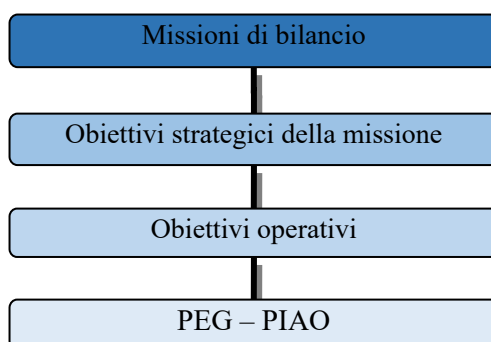 Missioni di bilancio
Obiettivi strategici della missione
Obiettivi operativi
PEG – PIAO